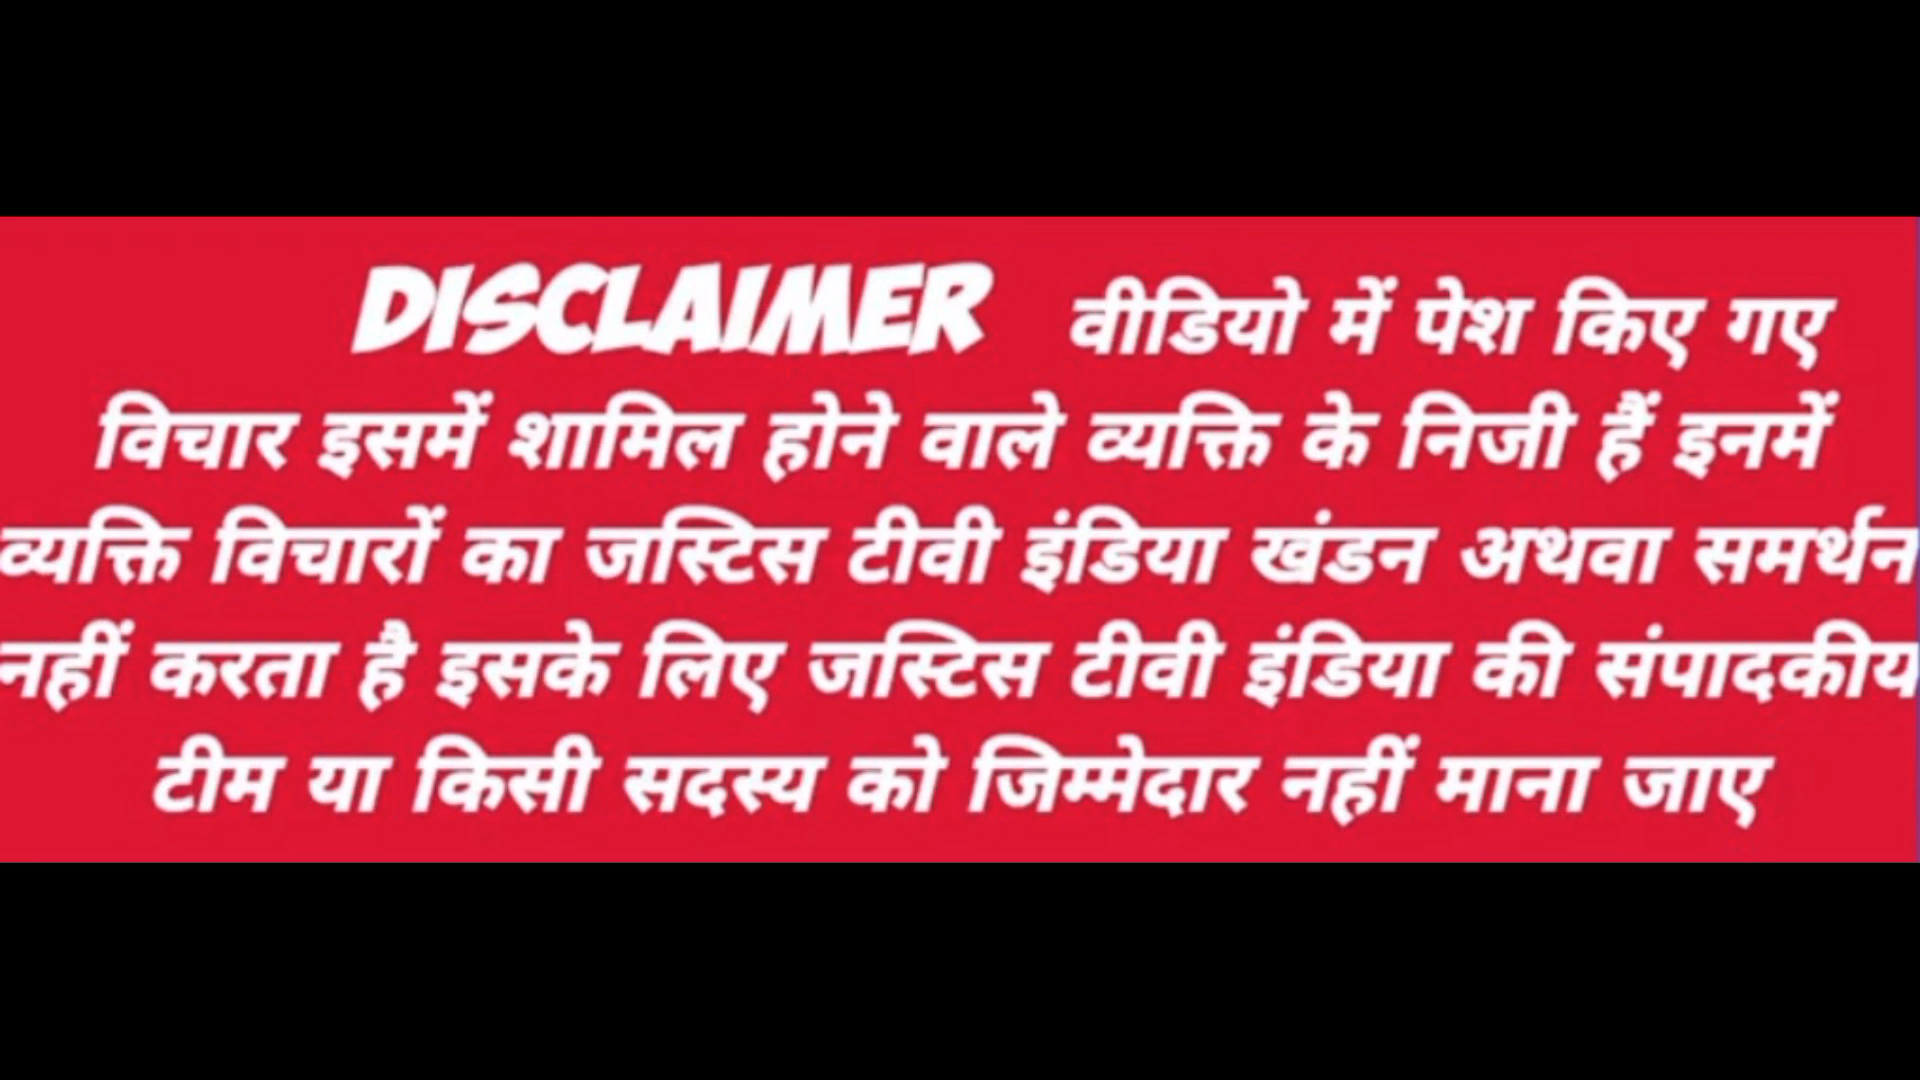 DISCLAIMER वीडियो में पेश किए गए
विचार इसमें शामिल होने वाले व्यक्ति के निजी हैं इनमें
व्यक्ति विचारों का जस्टिस टीवी इंडिया खंडन अथवा समर्थन
नहीं करता है इसके लिए जस्टिस टीवी इंडिया की संपादकीय
टीम या किसी सदस्य को जिम्मेदार नहीं माना जाए